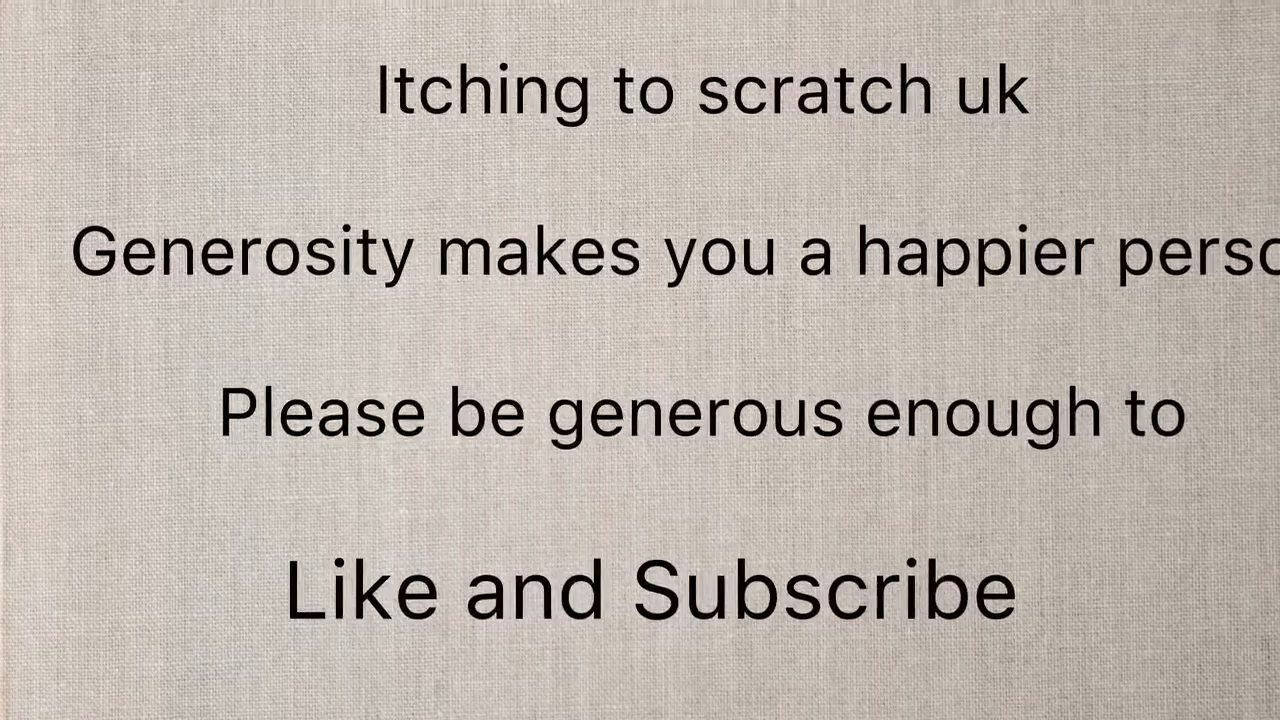 Itching to scratch uk
Generosity makes you a happier perso
Please be generous enough to
Like and Subscribe